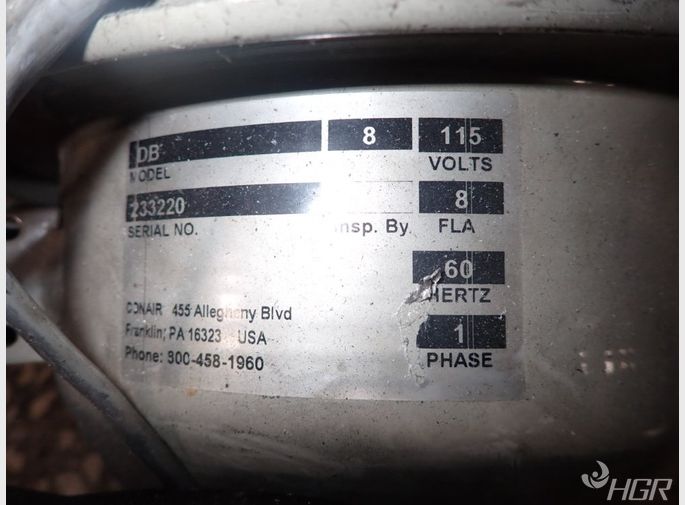 DB 8 115
MODEL VOLTS
233220 8
SERIAL NO. Insp. By FLA
60
HERTZ
CONAIR 455 Allegheny Blvd
Franklin, PA 16323 USA
1
Phone: 800-458-1960 PHASE
HGR